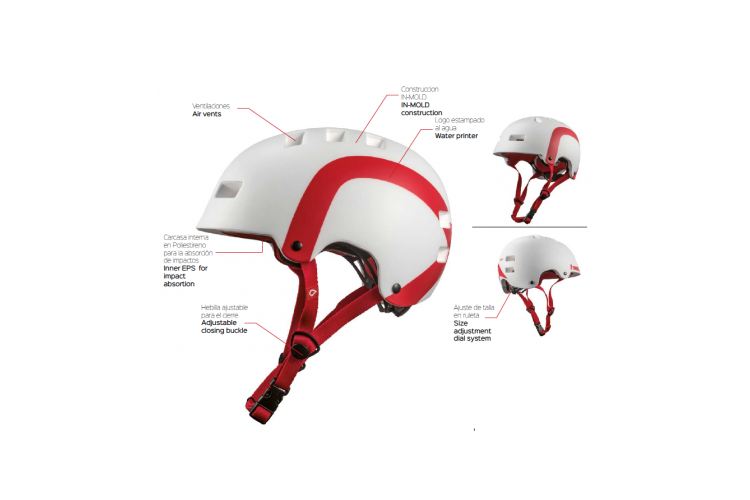 Ventilaciones
Air vents
Construccion
IN-MOLD
IN-MOLD
construction
Logo estampado
al agua
Water printer
Carcasa interna
en Poliestireno
para la absorción
de impactos
Inner EPS for
impact
absortion
Hebilla ajustable
para el cierre
Adjustable
closing buckle
Ajuste de talla
en ruleta
Size
adjustment
dial system